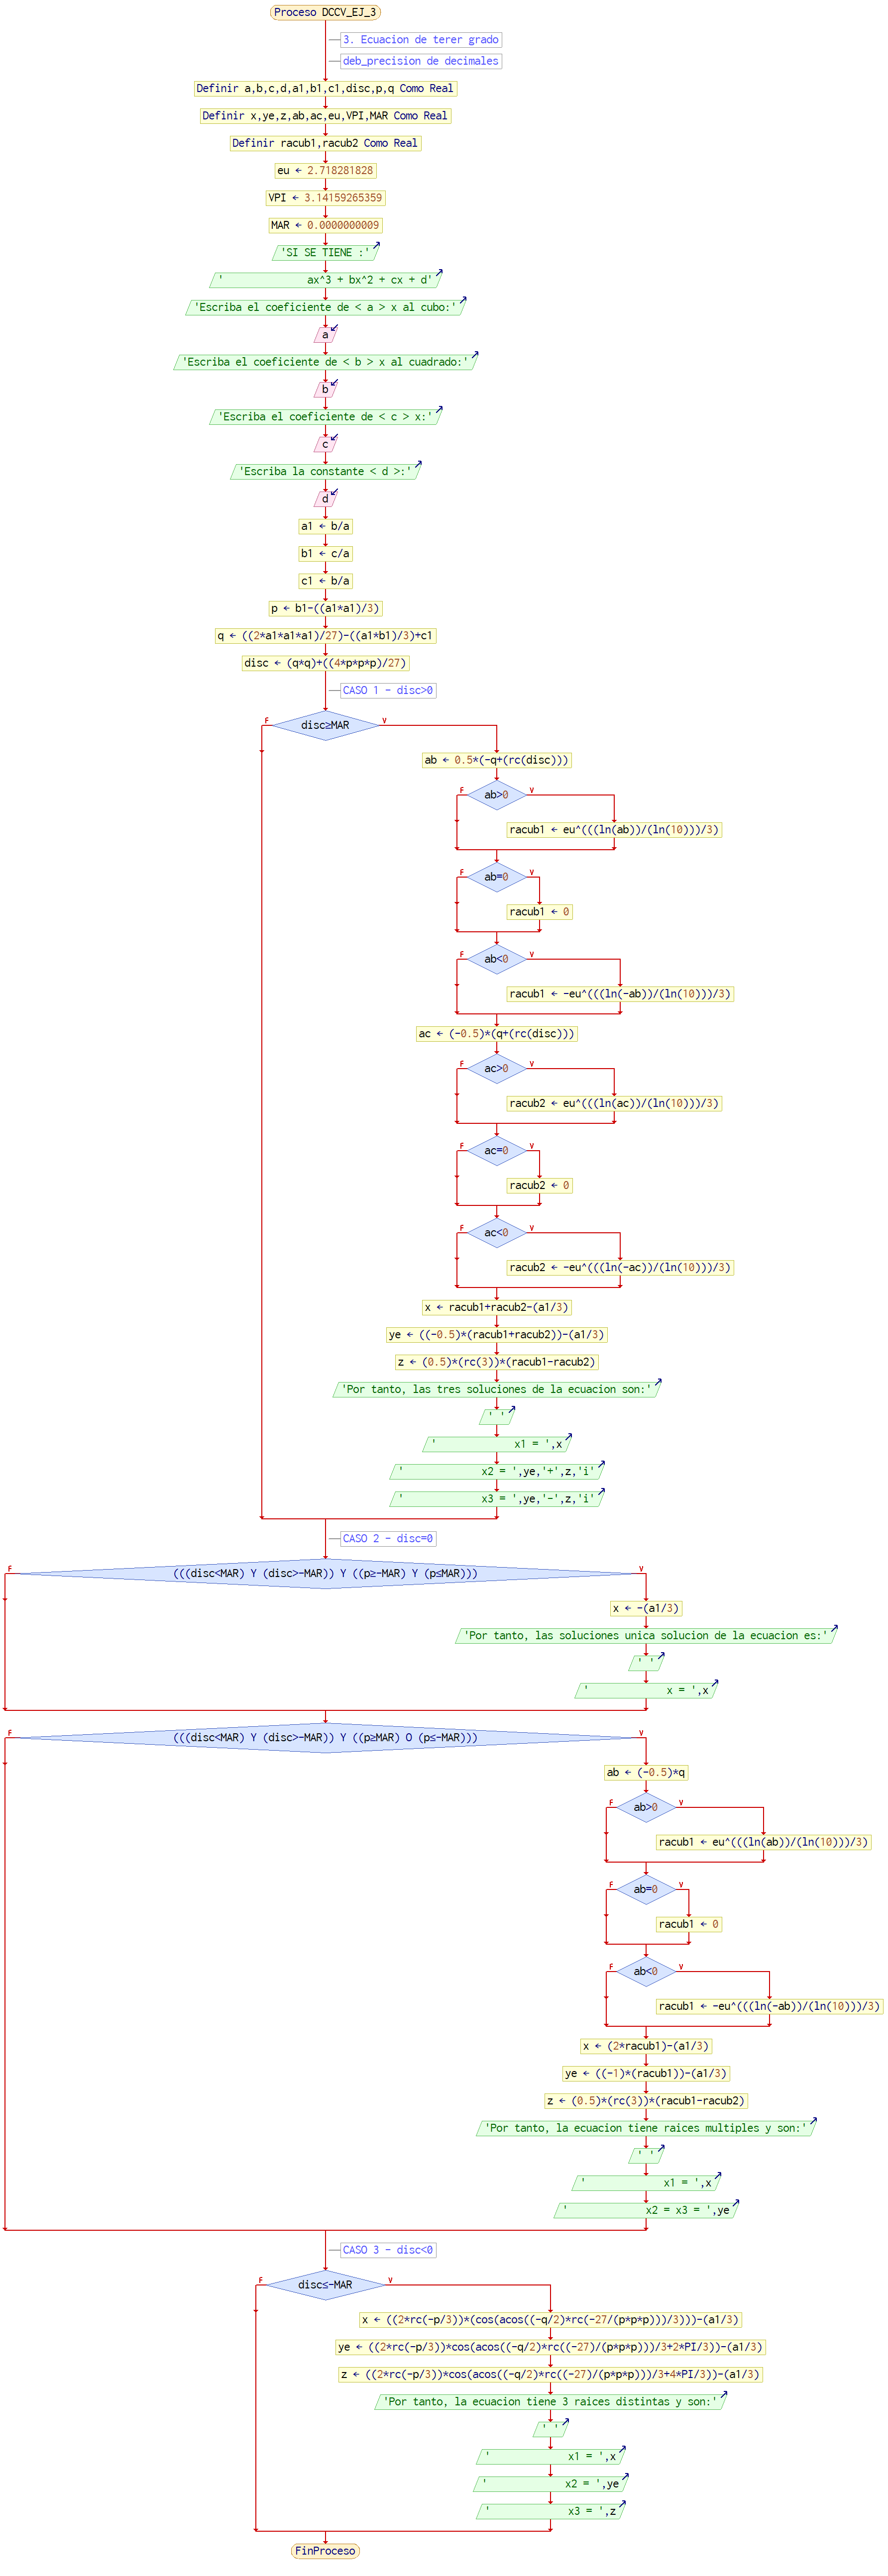 Proceso DCCV_EJ_3
3. Ecuacion de terer grado
deb_precision de decimales
Definir a,b,c,d,a1,b1,c1,disc,p,q Como Real
Definir x,ye,z,ab,ac,eu,VPI,MAR Como Real
Definir racub1,racub2 Como Real
eu ← 2.718281828
VPI ← 3.14159265359
MAR ← 0.0000000009
'SI SE TIENE :'
'             ax^3 + bx^2 + cx + d'
'Escriba el coeficiente de < a > x al cubo:'
a
'Escriba el coeficiente de < b > x al cuadrado:'
b
'Escriba el coeficiente de < c > x:'
c
'Escriba la constante < d >:'
d
a1 ← b/a
b1 ← c/a
c1 ← b/a
p ← b1-((a1*a1)/3)
q ← ((2*a1*a1*a1)/27)-((a1*b1)/3)+c1
disc ← (q*q)+((4*p*p*p)/27)
CASO 1 - disc>0
F disc≥MAR V
ab ← 0.5*(-q+(rc(disc)))
F ab>0 V
racub1 ← eu^(((ln(ab))/(ln(10)))/3)
F ab=0 V
racub1 ← 0
F ab<0 V
racub1 ← -eu^(((ln(-ab))/(ln(10)))/3)
ac ← (-0.5)*(q+(rc(disc)))
F ac>0 V
racub2 ← eu^(((ln(ac))/(ln(10)))/3)
F ac=0 V
racub2 ← 0
F ac<0 V
racub2 ← -eu^(((ln(-ac))/(ln(10)))/3)
x ← racub1+racub2-(a1/3)
ye ← ((-0.5)*(racub1+racub2))-(a1/3)
z ← (0.5)*(rc(3))*(racub1-racub2)
'Por tanto, las tres soluciones de la ecuacion son:'
' '
'             x1 = ',x
'             x2 = ',ye,'+',z,'i'
'             x3 = ',ye,'-',z,'i'
CASO 2 - disc=0
F (((disc<MAR) Y (disc>-MAR)) Y ((p≥-MAR) Y (p≤MAR))) V
x ← -(a1/3)
'Por tanto, las soluciones unica solucion de la ecuacion es:'
' '
'             x = ',x
F (((disc<MAR) Y (disc>-MAR)) Y ((p≥MAR) O (p≤-MAR))) V
ab ← (-0.5)*q
F ab>0 V
racub1 ← eu^(((ln(ab))/(ln(10)))/3)
F ab=0 V
racub1 ← 0
F ab<0 V
racub1 ← -eu^(((ln(-ab))/(ln(10)))/3)
x ← (2*racub1)-(a1/3)
ye ← ((-1)*(racub1))-(a1/3)
z ← (0.5)*(rc(3))*(racub1-racub2)
'Por tanto, la ecuacion tiene raices multiples y son:'
' '
'             x1 = ',x
'             x2 = x3 = ',ye
CASO 3 - disc<0
F disc≤-MAR V
x ← ((2*rc(-p/3))*(cos(acos((-q/2)*rc(-27/(p*p*p)))/3)))-(a1/3)
ye ← ((2*rc(-p/3))*cos(acos((-q/2)*rc((-27)/(p*p*p)))/3+2*PI/3))-(a1/3)
z ← ((2*rc(-p/3))*cos(acos((-q/2)*rc((-27)/(p*p*p)))/3+4*PI/3))-(a1/3)
'Por tanto, la ecuacion tiene 3 raices distintas y son:'
' '
'             x1 = ',x
'             x2 = ',ye
'             x3 = ',z
FinProceso